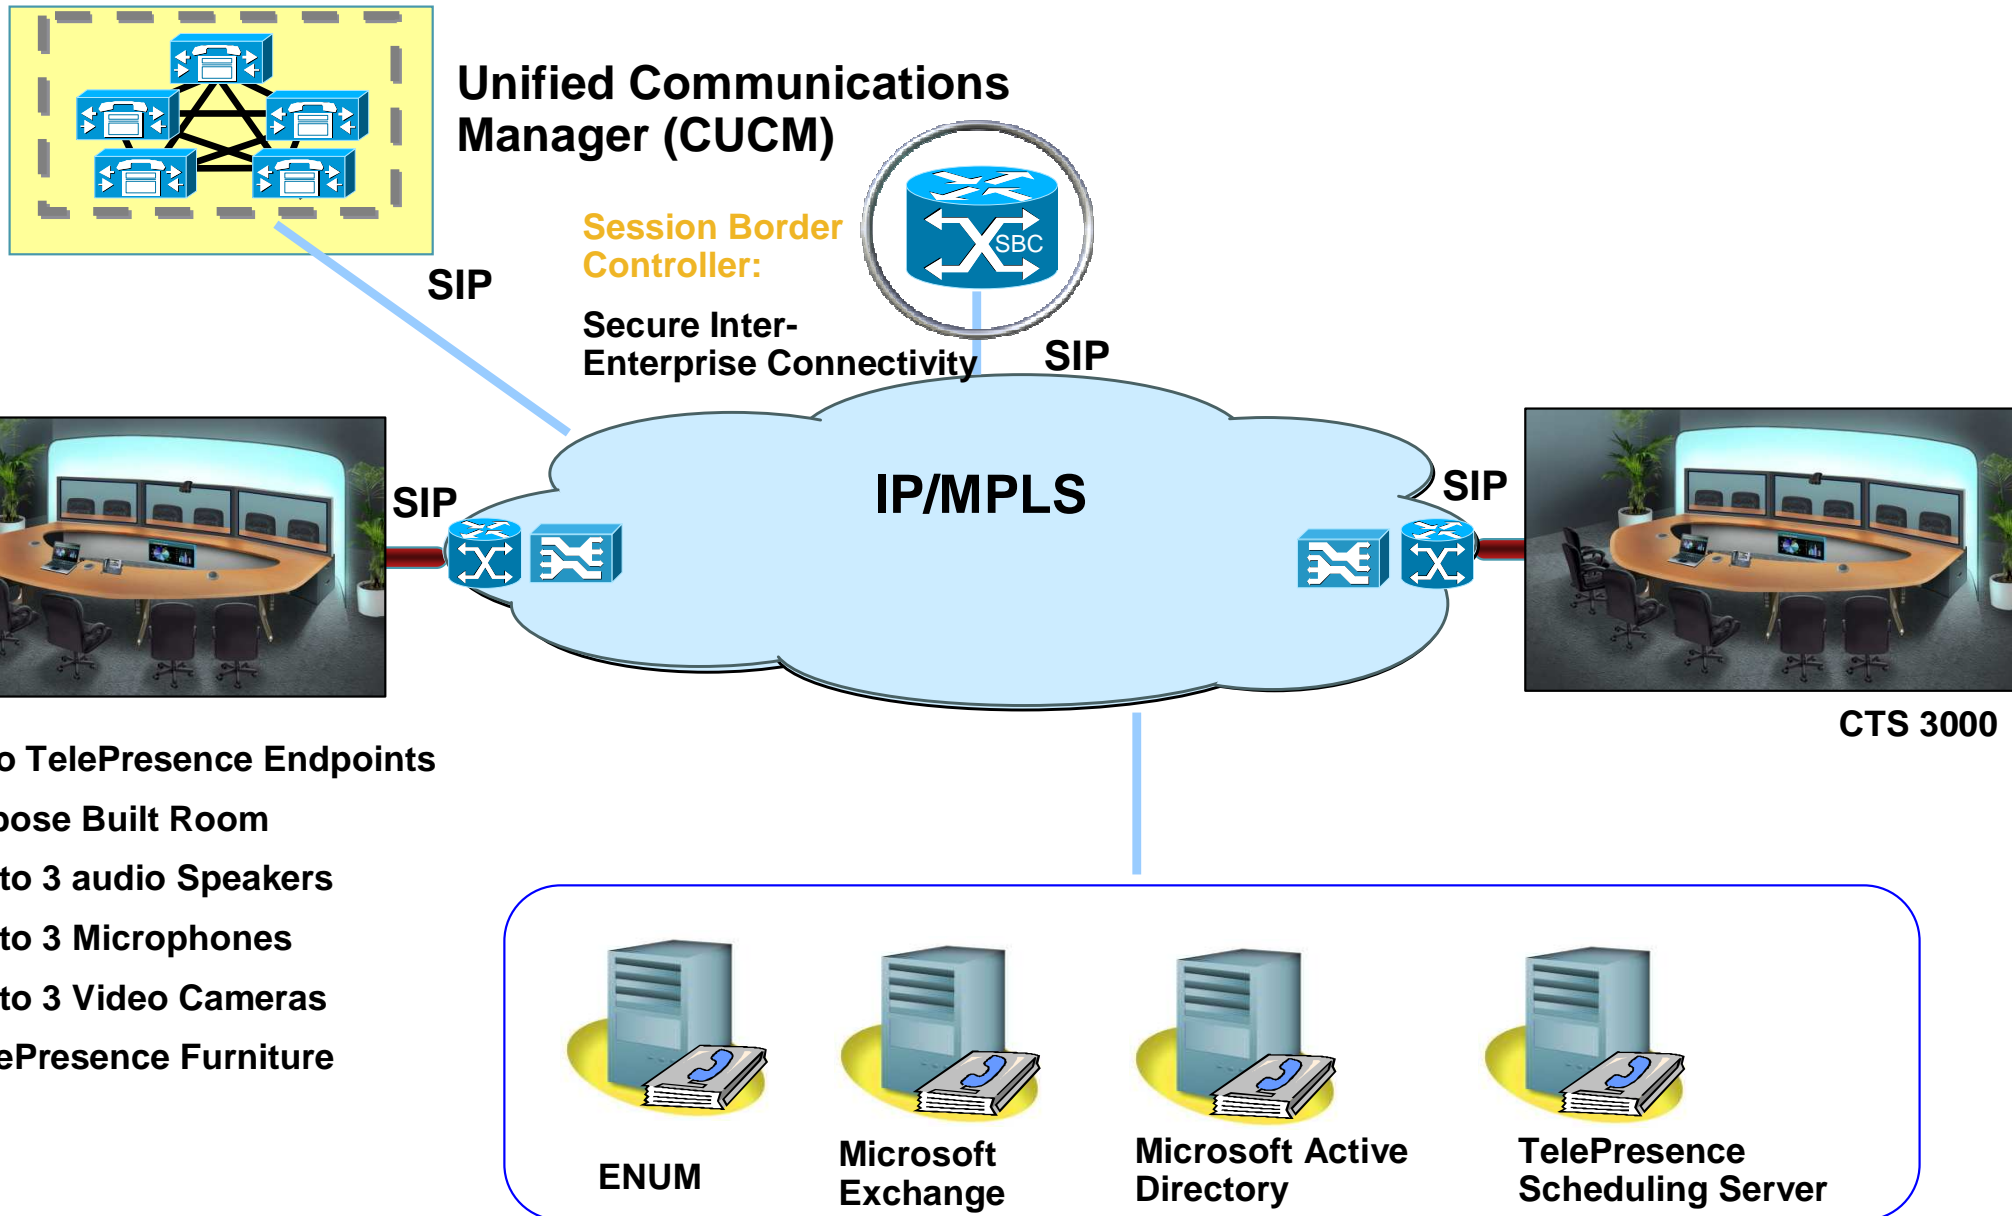 Unified Communications
Manager (CUCM)
Session Border
Controller:
SBC
SIP
Secure Inter-
Enterprise Connectivity
SIP
IP/MPLS
SIP
SIP
CTS 3000
o TelePresence Endpoints
pose Built Room
to 3 audio Speakers
to 3 Microphones
to 3 Video Cameras
ePresence Furniture
ENUM
Microsoft
Exchange
Microsoft Active
Directory
TelePresence
Scheduling Server